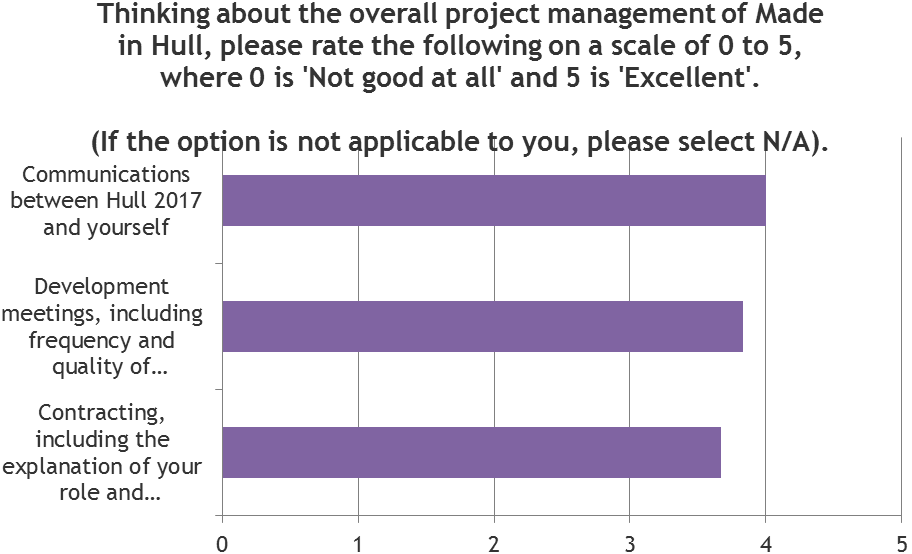 Thinking about the overall project management of Made
in Hull, please rate the following on a scale of 0 to 5,
where 0 is 'Not good at all' and 5 is 'Excellent'.
(If the option is not applicable to you, please select N/A).
Communications
between Hull 2017
and yourself
Development
meetings, including
frequency and
quality of…
Contracting,
including the
explanation of your
role and…
0 1 2 3 4 5